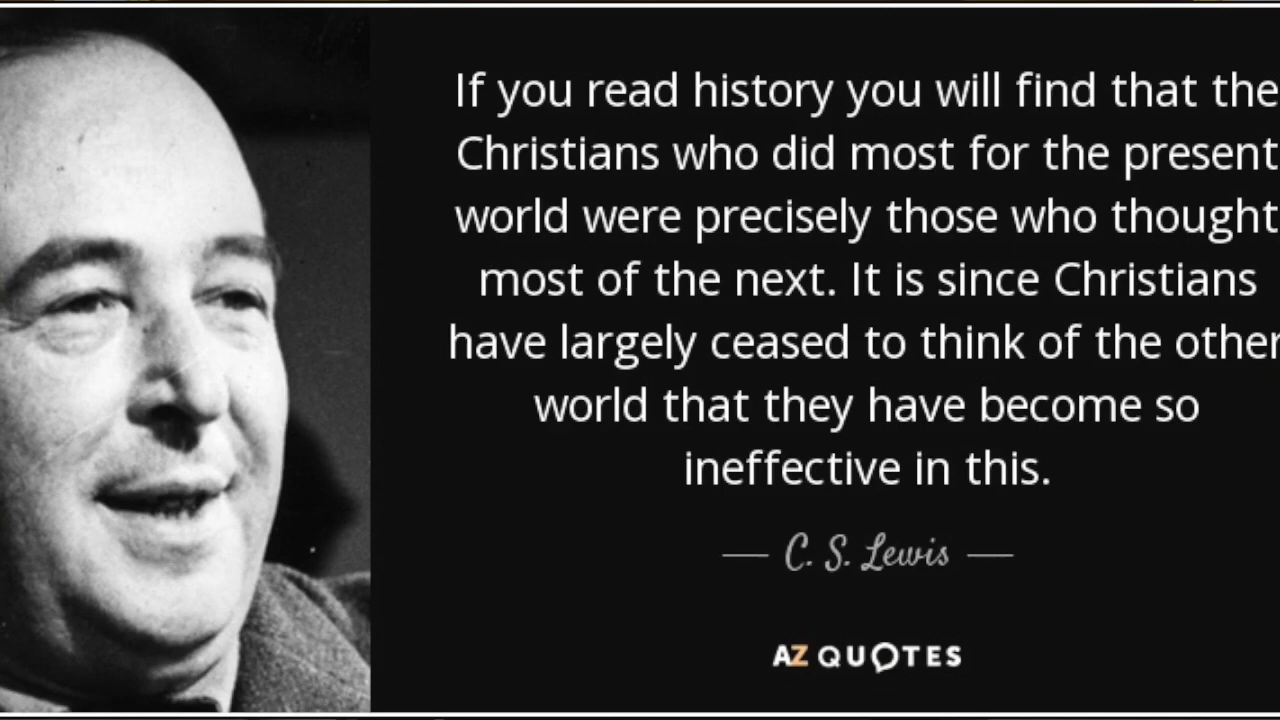 If you read history you will find that the
Christians who did most for the present
world were precisely those who thought
most of the next. It is since Christians
have largely ceased to think of the other
world that they have become so
ineffective in this.
— C. S. Lewis —
AZ QUOTES